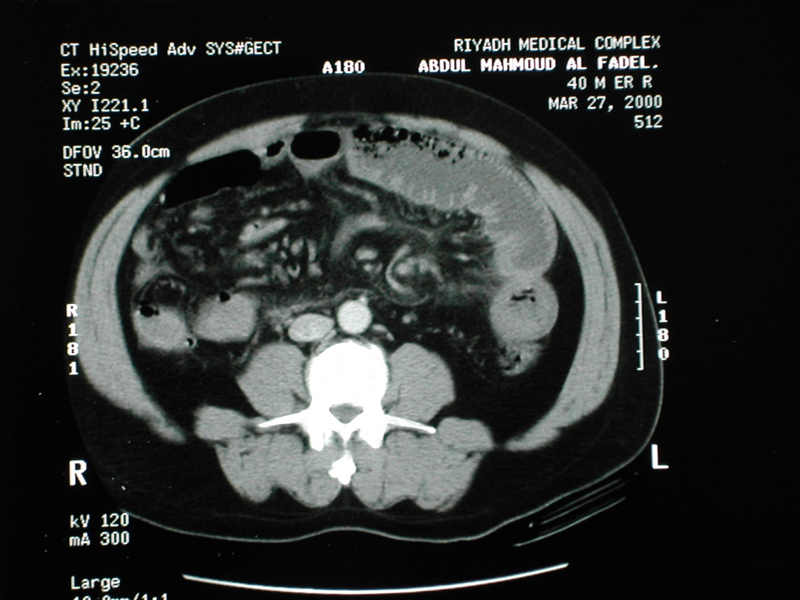 CT HiSpeed Adv SYS#GECT
Ex:19236
Se:2
XY I221.1
Im:25 +C
DFOV 36.0cm
STND
A180
RIYADH MEDICAL COMPLEX
ABDUL MAHMOUD AL FADEL.
40 M ER R
MAR 27, 2000
512
R
1
8
1
L
1
8
0
R
L
kV 120
mA 300
Large